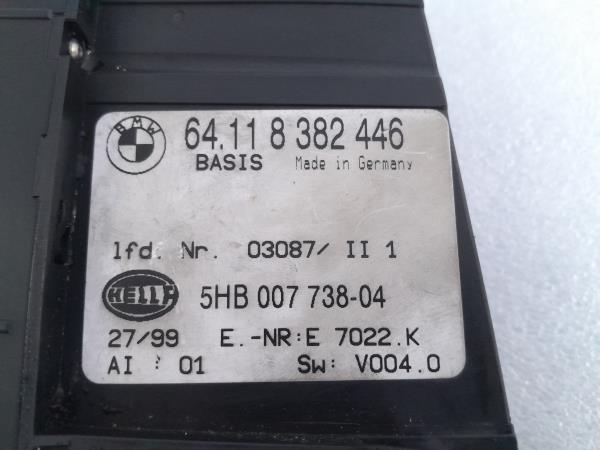 BMW
64.11 8 382 446
BASIS Made in Germany
lfd. Nr. 03087/ II 1
HELLA 5HB 007 738-04
27/99 E.-NR:E 7022.K
AI : 01 Sw: V004.0